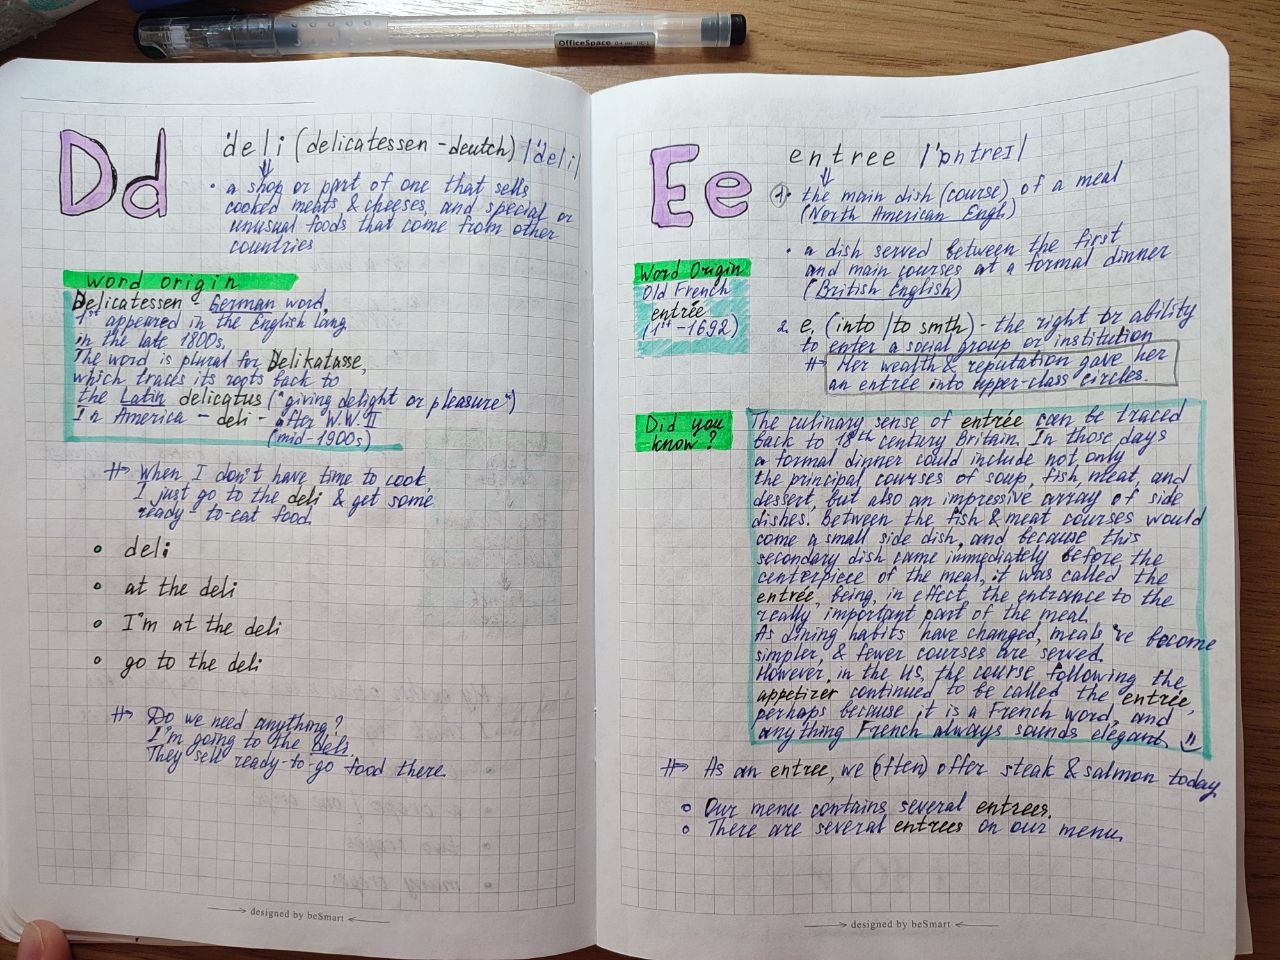 OfficeSpace
Dd
deli (delicatessen - deutch) |'deli|
• a shop or part of one that sells
cooked meats & cheeses, and special or
unusual foods that come from other
countries
word origin
Delicatessen - German word,
1st appeared in the English lang
in the late 1800s,
The word is plural for Delikatasse,
which traces its roots back to
the Latin delicatus ("giving delight or pleasure")
In America - deli - after W.W. II
(mid-1900s)
#> When I don't have time to cook,
I just go to the deli & get some
ready-to-eat food.
• deli
• at the deli
• I'm at the deli
• go to the deli
#> Do we need anything?
I'm going to the deli.
They sell ready-to-go food there.
designed by beSmart
Ee
entree |'ɒntreɪ|
1. the main dish (course) of a meal
(North American Engl.)
• a dish served between the first
and main courses at a formal dinner
(British English)
Word Origin
Old French
entrée
(1st - 1692)
2. e. (into/to smth) - the right or ability
to enter a social group or institution
#> Her wealth & reputation gave her
an entrée into upper-class circles.
Did you
know?
The culinary sense of entrée can be traced
back to 18th century Britain. In those days
a formal dinner could include not only
the principal courses of soup, fish, meat, and
dessert, but also an impressive array of side
dishes. Between the fish & meat courses would
come a small side dish, and because this
secondary dish came immediately before the
centerpiece of the meal, it was called the
entrée, being, in effect, the entrance to the
really important part of the meal.
As dining habits have changed, meals 've become
simpler, & fewer courses are served.
However, in the US, the course following the
appetizer continued to be called the entrée,
perhaps because it is a French word, and
anything French always sounds elegant.
#> As an entree, we (often) offer steak & salmon today.
• Our menu contains several entrees.
• There are several entrees on our menu.
designed by beSmart